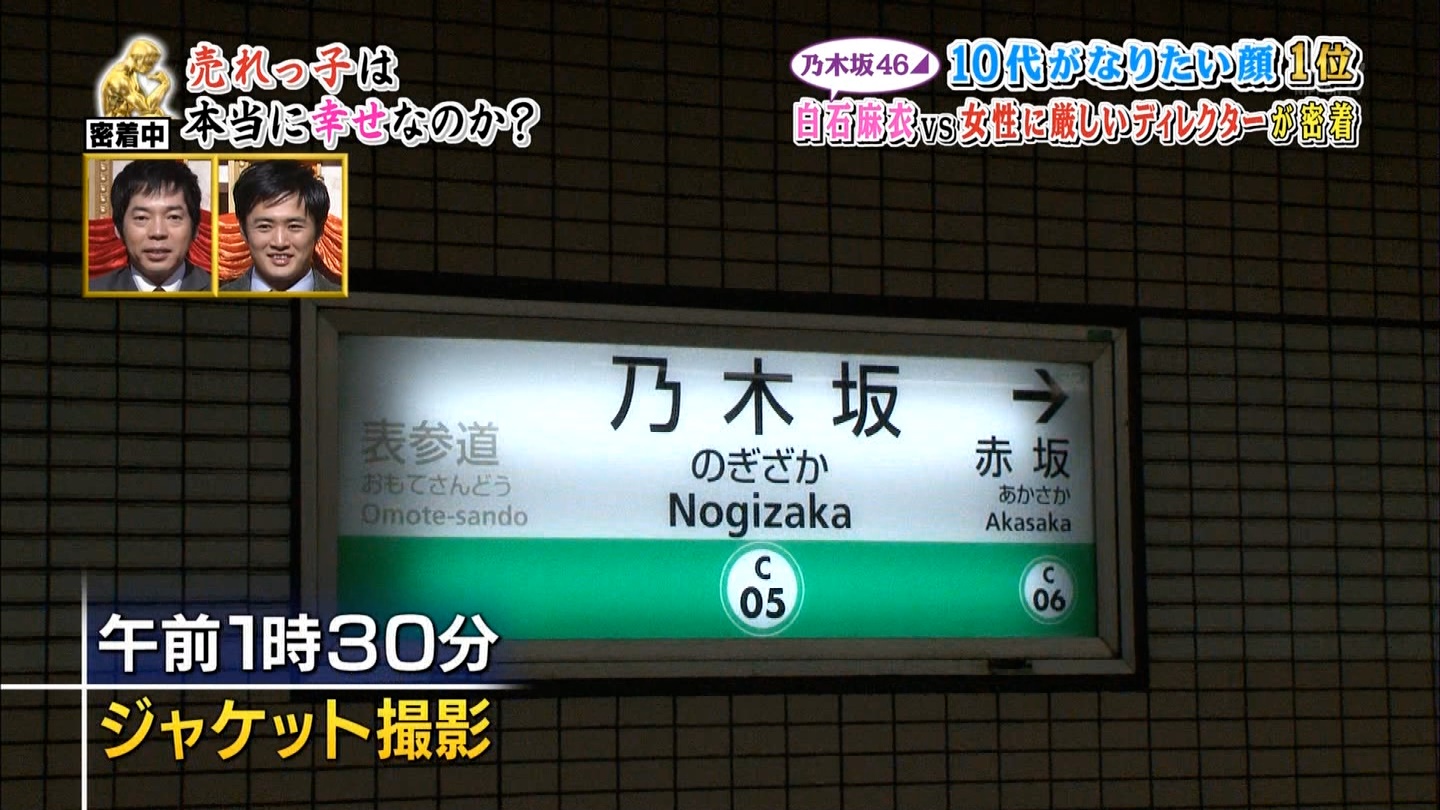 売れっ子は
本当に幸せなのか?
密着中
乃木坂46
10代がなりたい顔1位
白石麻衣vs女性に厳しいディレクターが密着
乃木坂
のぎざか
Nogizaka
表参道
おもてさんどう
Omote-sando
赤坂
あかさか
Akasaka
C
05
C
06
午前1時30分
ジャケット撮影